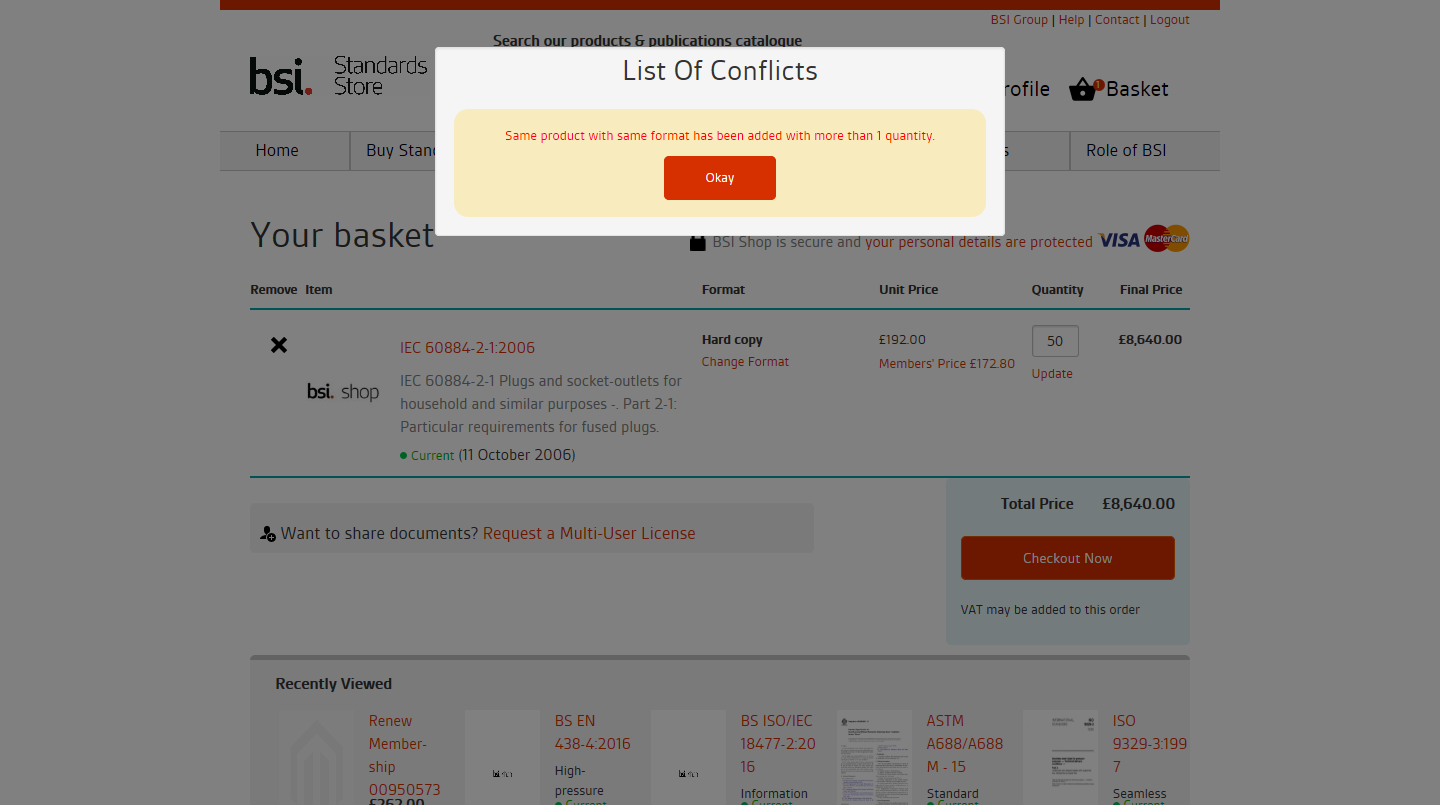 BSI Group | Help | Contact | Logout
Search our products & publications catalogue
List Of Conflicts
bsi. Standards
Store
rofile
1
Basket
Same product with same format has been added with more than 1 quantity.
Okay
Home
Buy Stan
s
Role of BSI
Your basket
BSI Shop is secure and your personal details are protected
VISA
MasterCard
Remove Item Format Unit Price Quantity Final Price
IEC 60884-2-1:2006
Hard copy
£192.00
50
£8,640.00
Change Format
Members' Price £172.80
Update
bsi. shop
IEC 60884-2-1 Plugs and socket-outlets for
household and similar purposes -. Part 2-1:
Particular requirements for fused plugs.
Current (11 October 2006)
Total Price £8,640.00
Want to share documents? Request a Multi-User License
Checkout Now
VAT may be added to this order
Recently Viewed
Renew
Member-
ship
00950573
£262.00
BS EN
438-4:2016
High-
pressure
Current
BS ISO/IEC
18477-2:20
16
Information
Current
ASTM
A688/A688
M - 15
Standard
Current
ISO
9329-3:199
7
Seamless
Current